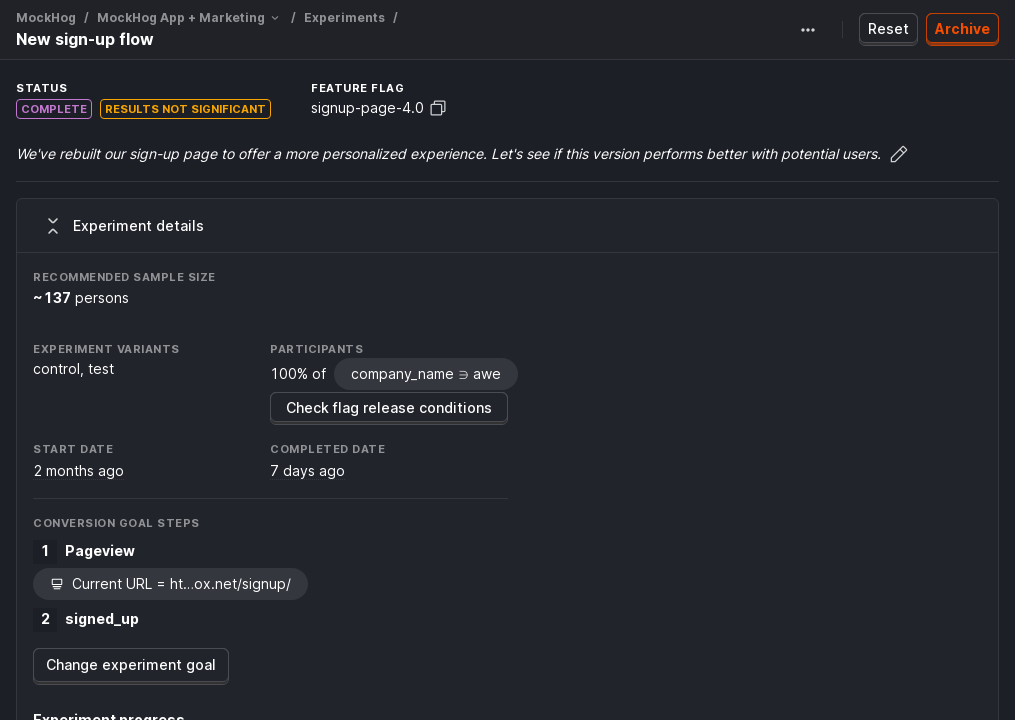 MockHog / MockHog App + Marketing / Experiments /
New sign-up flow
Reset
Archive
STATUS
FEATURE FLAG
COMPLETE
RESULTS NOT SIGNIFICANT
signup-page-4.0
We've rebuilt our sign-up page to offer a more personalized experience. Let's see if this version performs better with potential users.
Experiment details
RECOMMENDED SAMPLE SIZE
~137 persons
EXPERIMENT VARIANTS
control, test
PARTICIPANTS
100% of company_name ∋ awe
Check flag release conditions
START DATE
2 months ago
COMPLETED DATE
7 days ago
CONVERSION GOAL STEPS
1 Pageview
Current URL = ht...ox.net/signup/
2 signed_up
Change experiment goal
Experiment progress